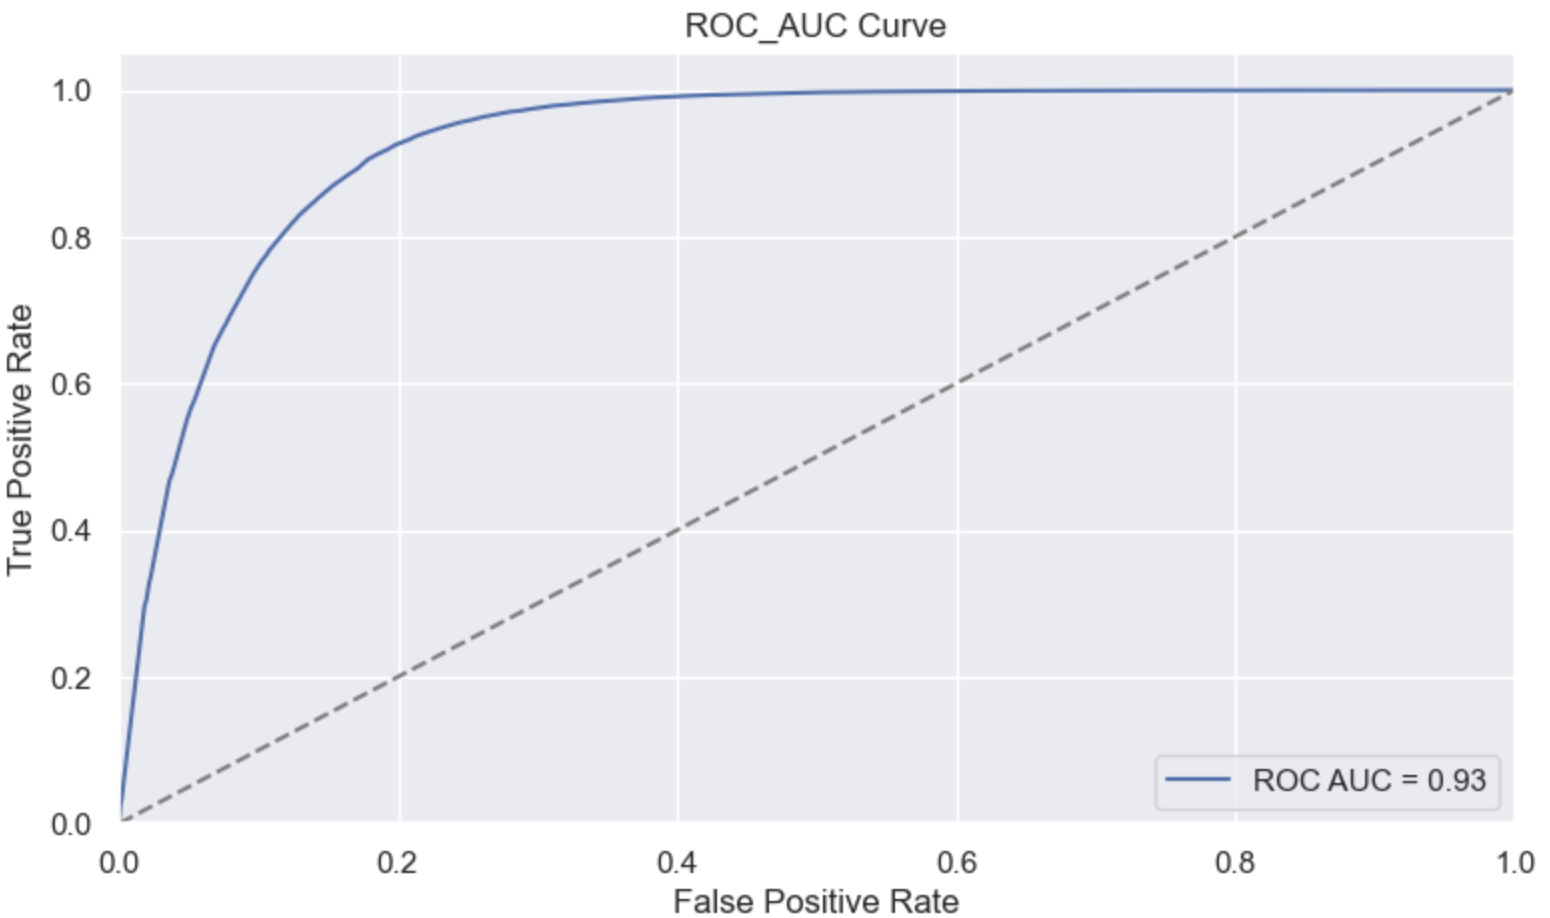 ROC_AUC Curve
True Positive Rate
1.0
0.8
0.6
0.4
0.2
0.0
ROC AUC = 0.93
0.0 0.2 0.4 0.6 0.8 1.0
False Positive Rate